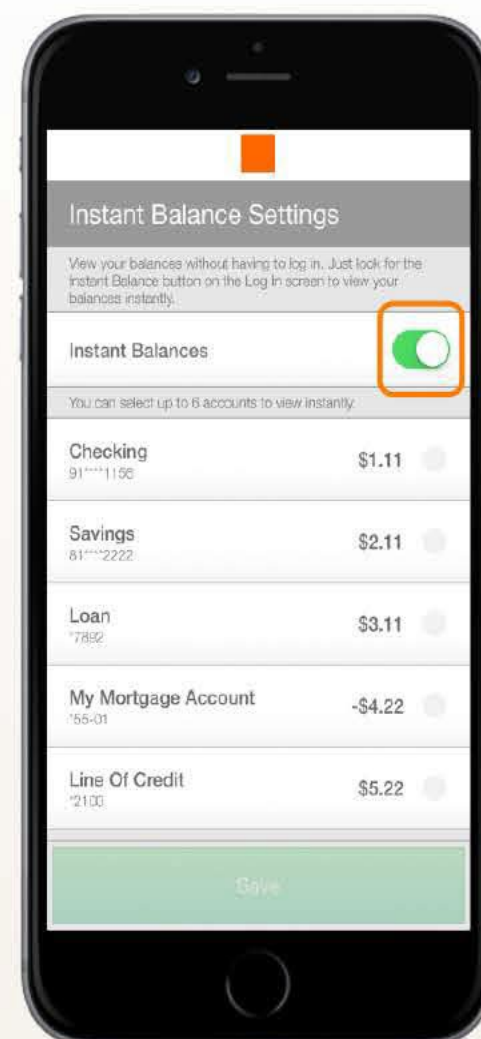 Instant Balance Settings
View your balances without having to log in. Just look for the
Instant Balance button on the Log In screen to view your
balances instantly.
Instant Balances
You can select up to 6 accounts to view instantly.
Checking
91****1156
$1.11
Savings
81****2222
$2.11
Loan
*7892
$3.11
My Mortgage Account
*55-01
-$4.22
Line Of Credit
*2100
$5.22
Save